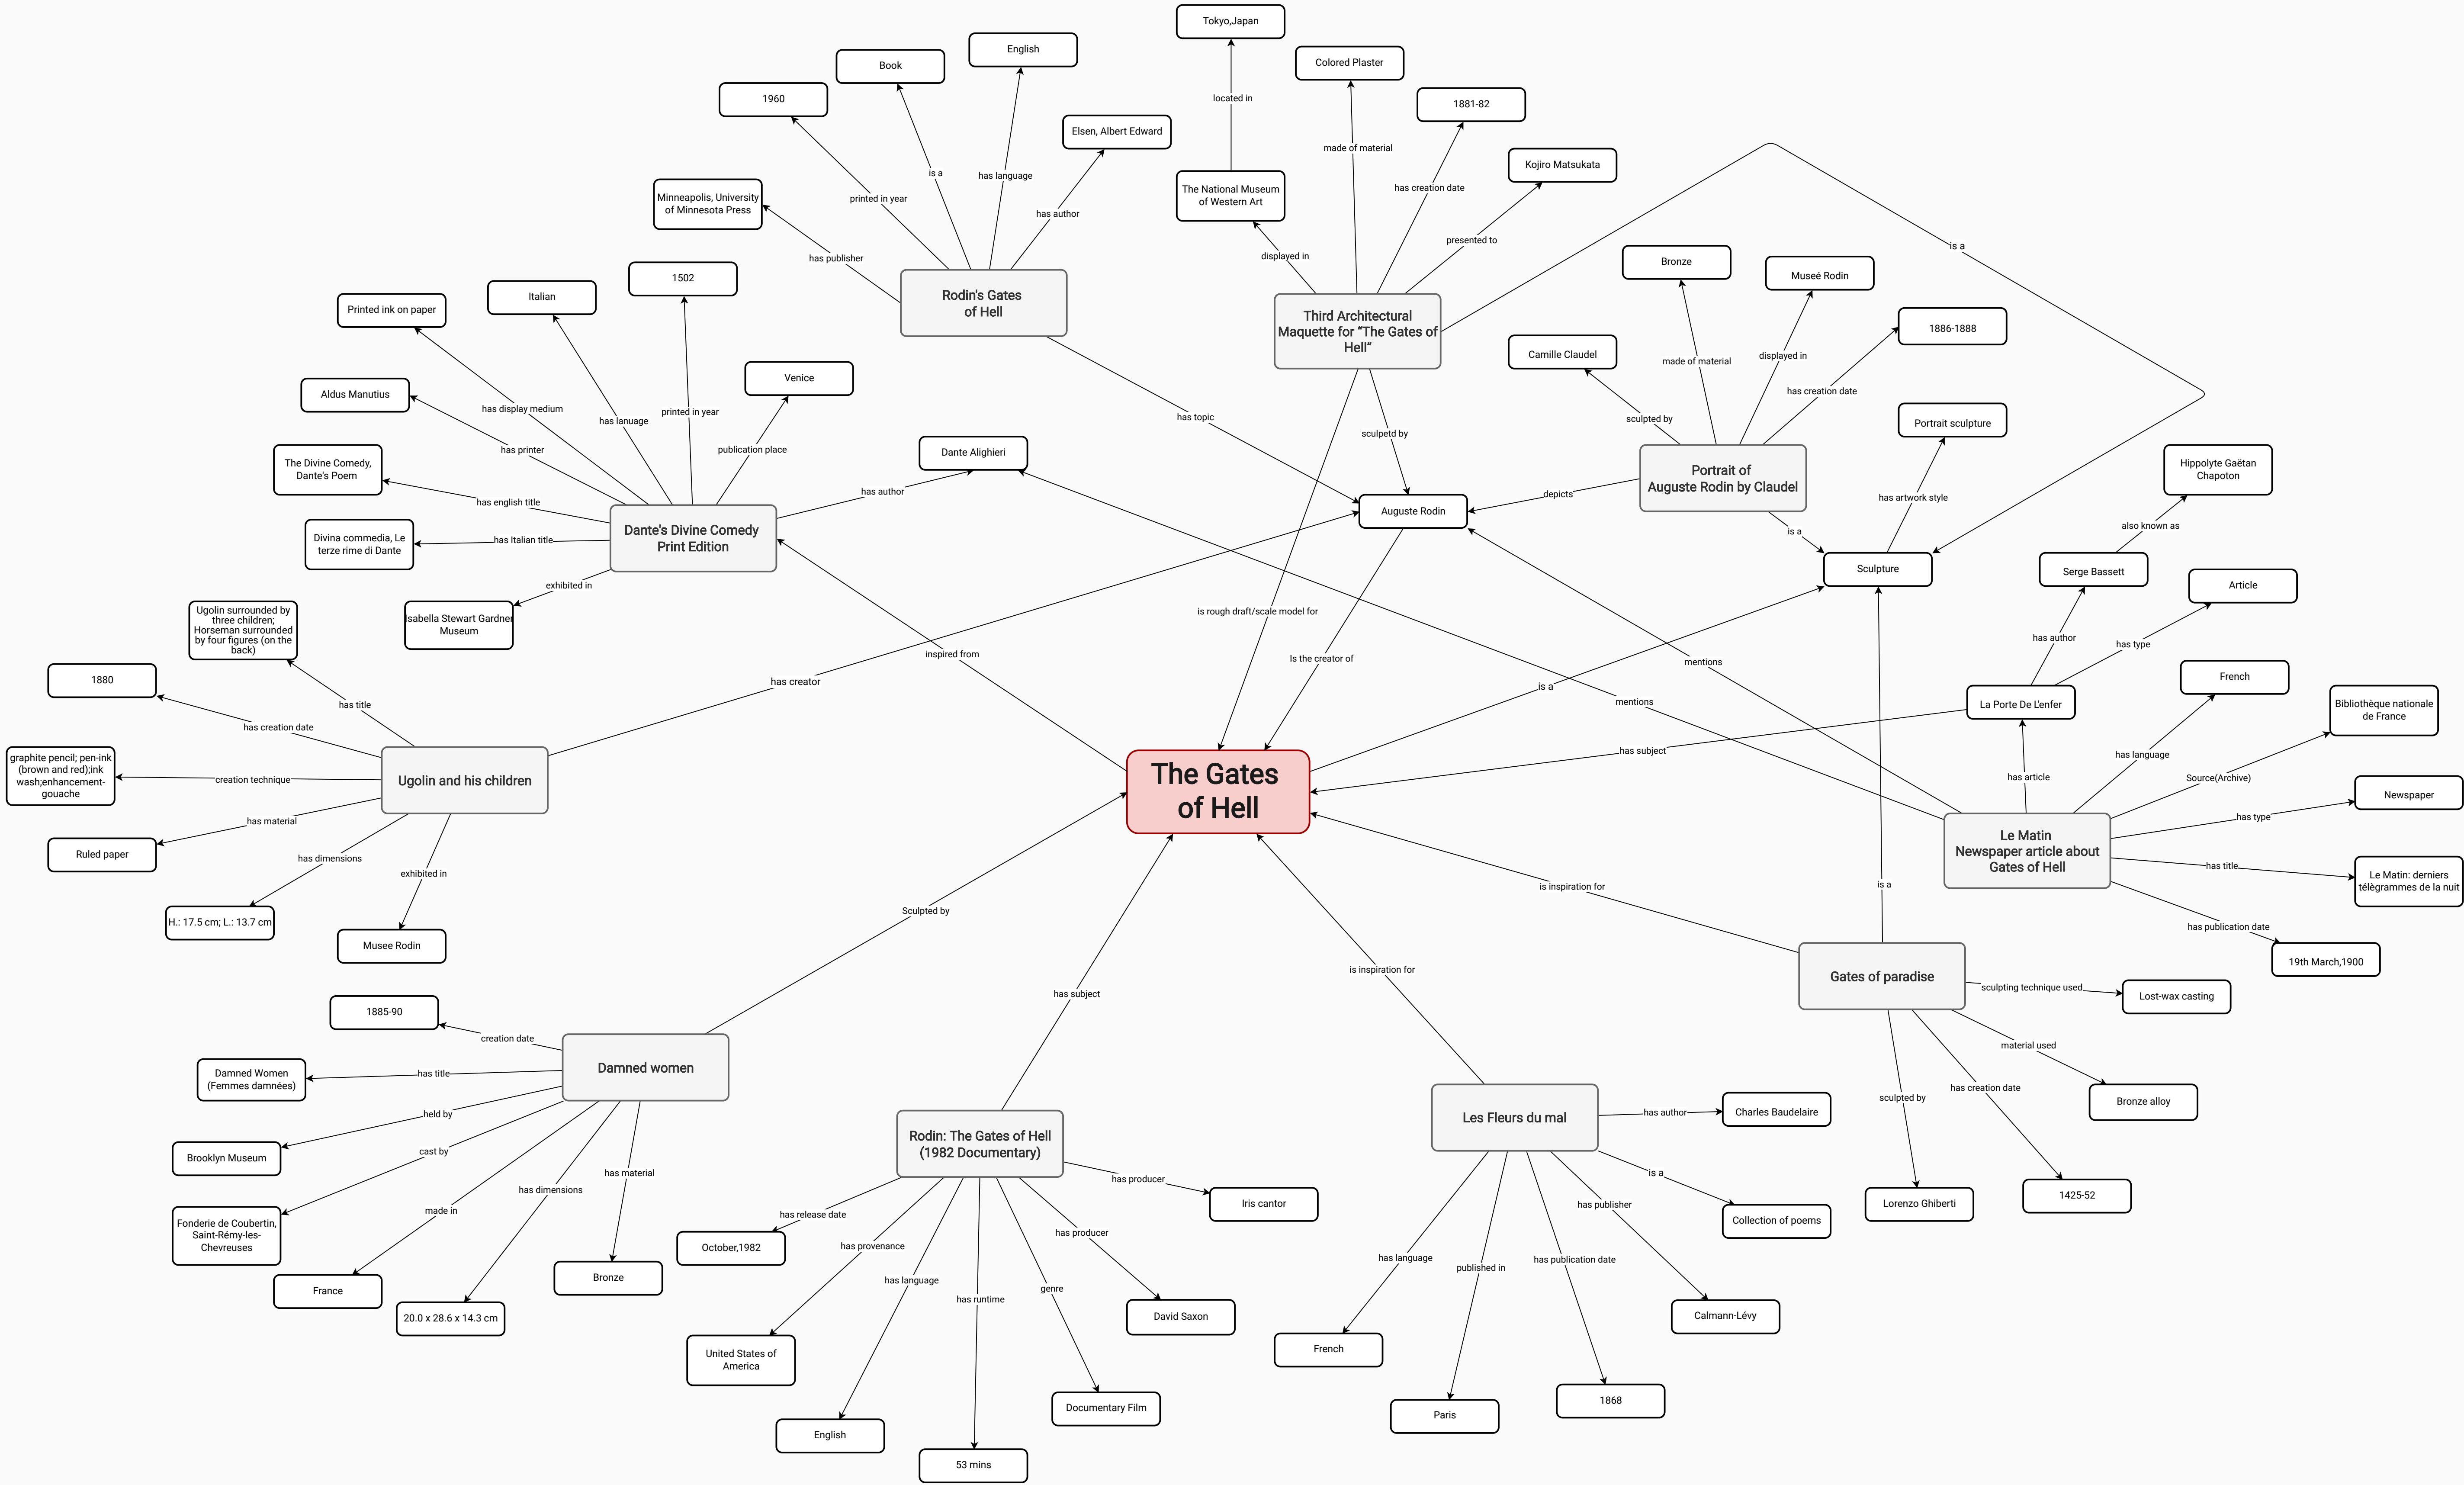 Tokyo,Japan
English
Colored Plaster
Book
1960
1881-82
located in
Elsen, Albert Edward
made of material
Kojiro Matsukata
is a
has language
The National Museum
of Western Art
has creation date
Minneapolis, University
of Minnesota Press
printed in year
has author
presented to
is a
has publisher
displayed in
Bronze
Museé Rodin
1502
Rodin's Gates
of Hell
Italian
Printed ink on paper
Third Architectural
Maquette for “The Gates of
Hell”
1886-1888
Camille Claudel
made of material
displayed in
Venice
has creation date
Aldus Manutius
has display medium
printed in year
has lanuage
has topic
sculpted by
Portrait sculpture
sculpetd by
has printer
publication place
Dante Alighieri
The Divine Comedy,
Dante's Poem
Hippolyte Gaëtan
Chapoton
Portrait of
Auguste Rodin by Claudel
has author
depicts
has artwork style
has english title
Auguste Rodin
also known as
Dante's Divine Comedy
Print Edition
is a
Divina commedia, Le
terze rime di Dante
has Italian title
Sculpture
Serge Bassett
exhibited in
Article
Isabella Stewart Gardner
Museum
Ugolin surrounded by
three children;
Horseman surrounded
by four figures (on the
back)
is rough draft/scale model for
has author
has type
inspired from
Is the creator of
mentions
1880
has creator
is a
French
has title
mentions
La Porte De L'enfer
Bibliothèque nationale
de France
has creation date
has subject
has language
graphite pencil; pen-ink
(brown and red);ink
wash;enhancement-
gouache
creation technique
Ugolin and his children
The Gates
of Hell
has article
Source(Archive)
Newspaper
has material
has type
Le Matin
Newspaper article about
Gates of Hell
Ruled paper
has dimensions
exhibited in
is inspiration for
is a
has title
Le Matin: derniers
télègrammes de la nuit
H.: 17.5 cm; L.: 13.7 cm
Sculpted by
has publication date
Musee Rodin
19th March,1900
is inspiration for
Gates of paradise
has subject
sculpting technique used
Lost-wax casting
1885-90
creation date
material used
Damned women
Damned Women
(Femmes damnées)
has title
has creation date
sculpted by
Bronze alloy
held by
Les Fleurs du mal
has author
Charles Baudelaire
Rodin: The Gates of Hell
(1982 Documentary)
Brooklyn Museum
cast by
has material
is a
has producer
has dimensions
1425-52
Lorenzo Ghiberti
Iris cantor
has publisher
made in
has release date
Collection of poems
Fonderie de Coubertin,
Saint-Rémy-les-
Chevreuses
has producer
October,1982
has provenance
has language
has publication date
published in
Bronze
has language
France
genre
has runtime
20.0 x 28.6 x 14.3 cm
David Saxon
Calmann-Lévy
French
United States of
America
1868
Documentary Film
Paris
English
53 mins